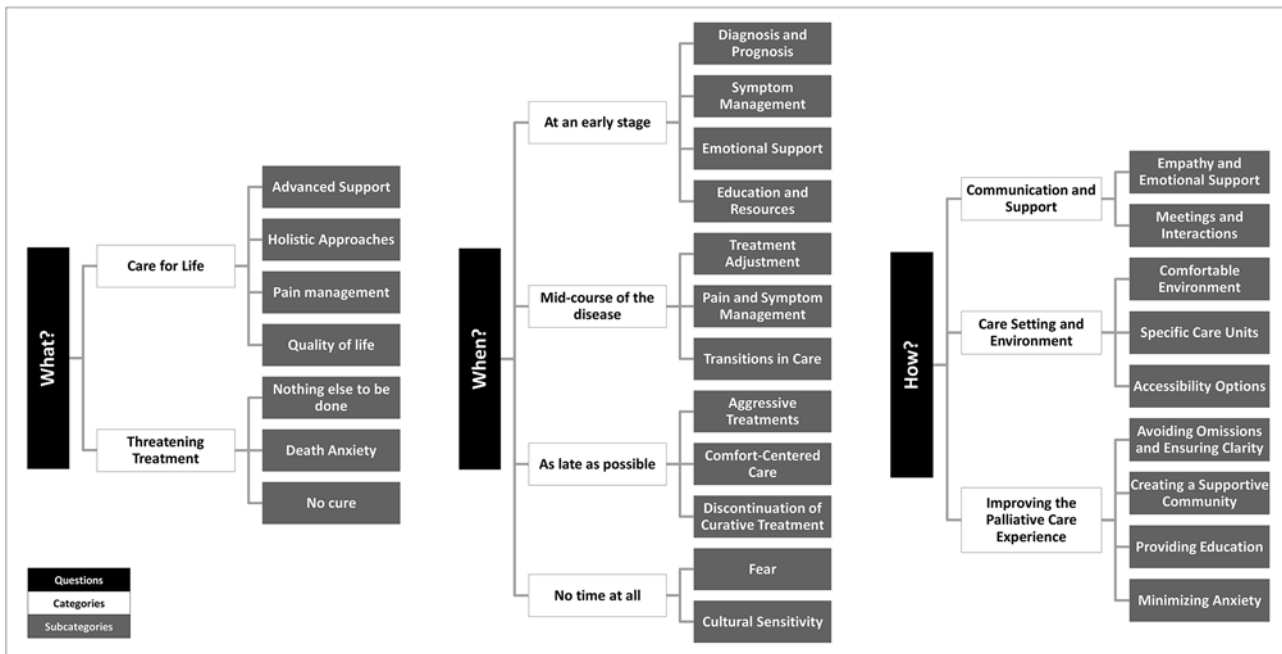 What?
Care for Life
Advanced Support
Holistic Approaches
Pain management
Quality of life
Threatening
Treatment
Nothing else to be
done
Death Anxiety
No cure
When?
At an early stage
Diagnosis and
Prognosis
Symptom
Management
Emotional Support
Education and
Resources
Mid-course of the
disease
Treatment
Adjustment
Pain and Symptom
Management
Transitions in Care
As late as possible
Aggressive
Treatments
Comfort-Centered
Care
Discontinuation of
Curative Treatment
No time at all
Fear
Cultural Sensitivity
How?
Communication and
Support
Empathy and
Emotional Support
Meetings and
Interactions
Care Setting and
Environment
Comfortable
Environment
Specific Care Units
Accessibility Options
Improving the
Palliative Care
Experience
Avoiding Omissions
and Ensuring Clarity
Creating a Supportive
Community
Providing Education
Minimizing Anxiety
Questions
Categories
Subcategories